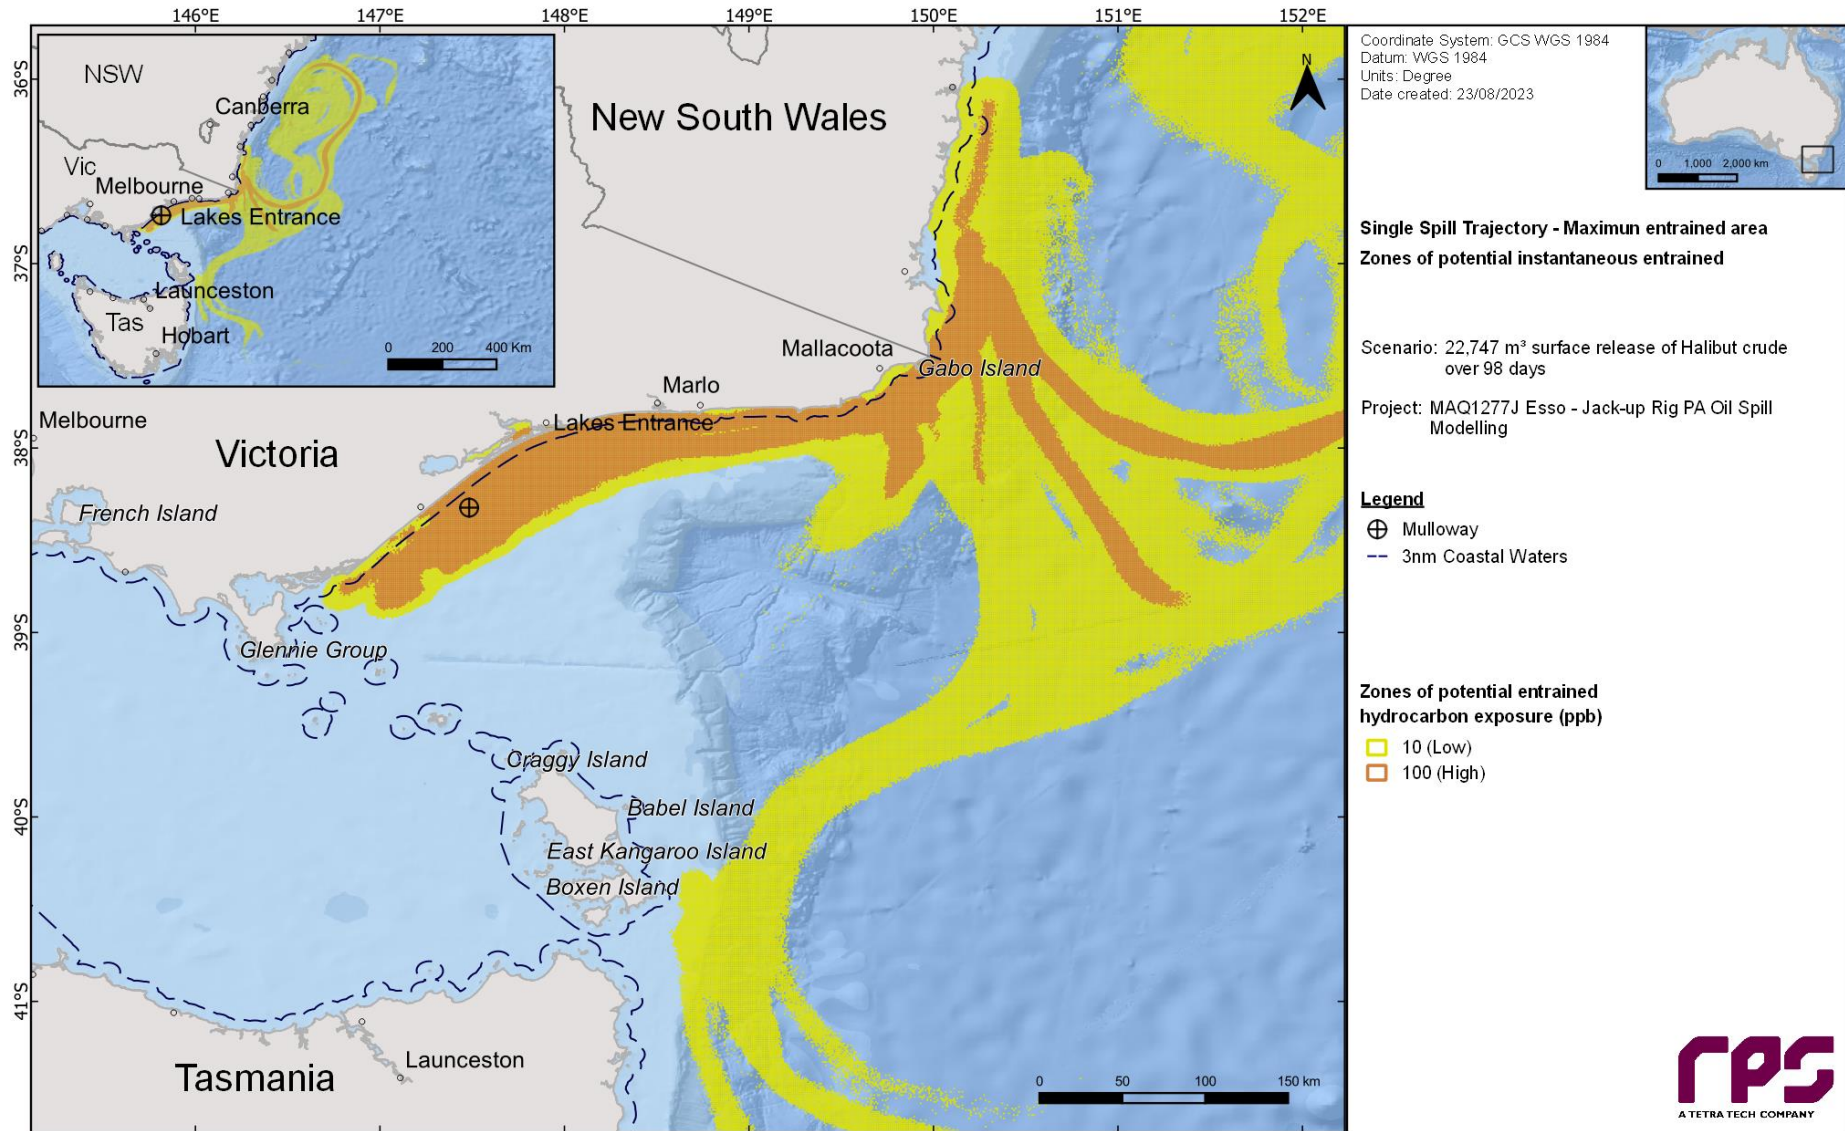 146°E 147°E 148°E 149°E 150°E 151°E 152°E
36°S
37°S
38°S
39°S
40°S
41°S
NSW
Canberra
Vic
Melbourne
Lakes Entrance
Launceston
Tas
Hobart
0 200 400 Km
New South Wales
N
Mallacoota
Gabo Island
Marlo
Lakes Entrance
Melbourne
Victoria
French Island
Glennie Group
Craggy Island
Babel Island
East Kangaroo Island
Boxen Island
Launceston
Tasmania
0 50 100 150 km
Coordinate System: GCS WGS 1984
Datum: WGS 1984
Units: Degree
Date created: 23/08/2023
0 1,000 2,000 km
Single Spill Trajectory - Maximun entrained area
Zones of potential instantaneous entrained
Scenario: 22,747 m³ surface release of Halibut crude
over 98 days
Project: MAQ1277J Esso - Jack-up Rig PA Oil Spill
Modelling
Legend
Mulloway
3nm Coastal Waters
Zones of potential entrained
hydrocarbon exposure (ppb)
10 (Low)
100 (High)
rps
A TETRA TECH COMPANY